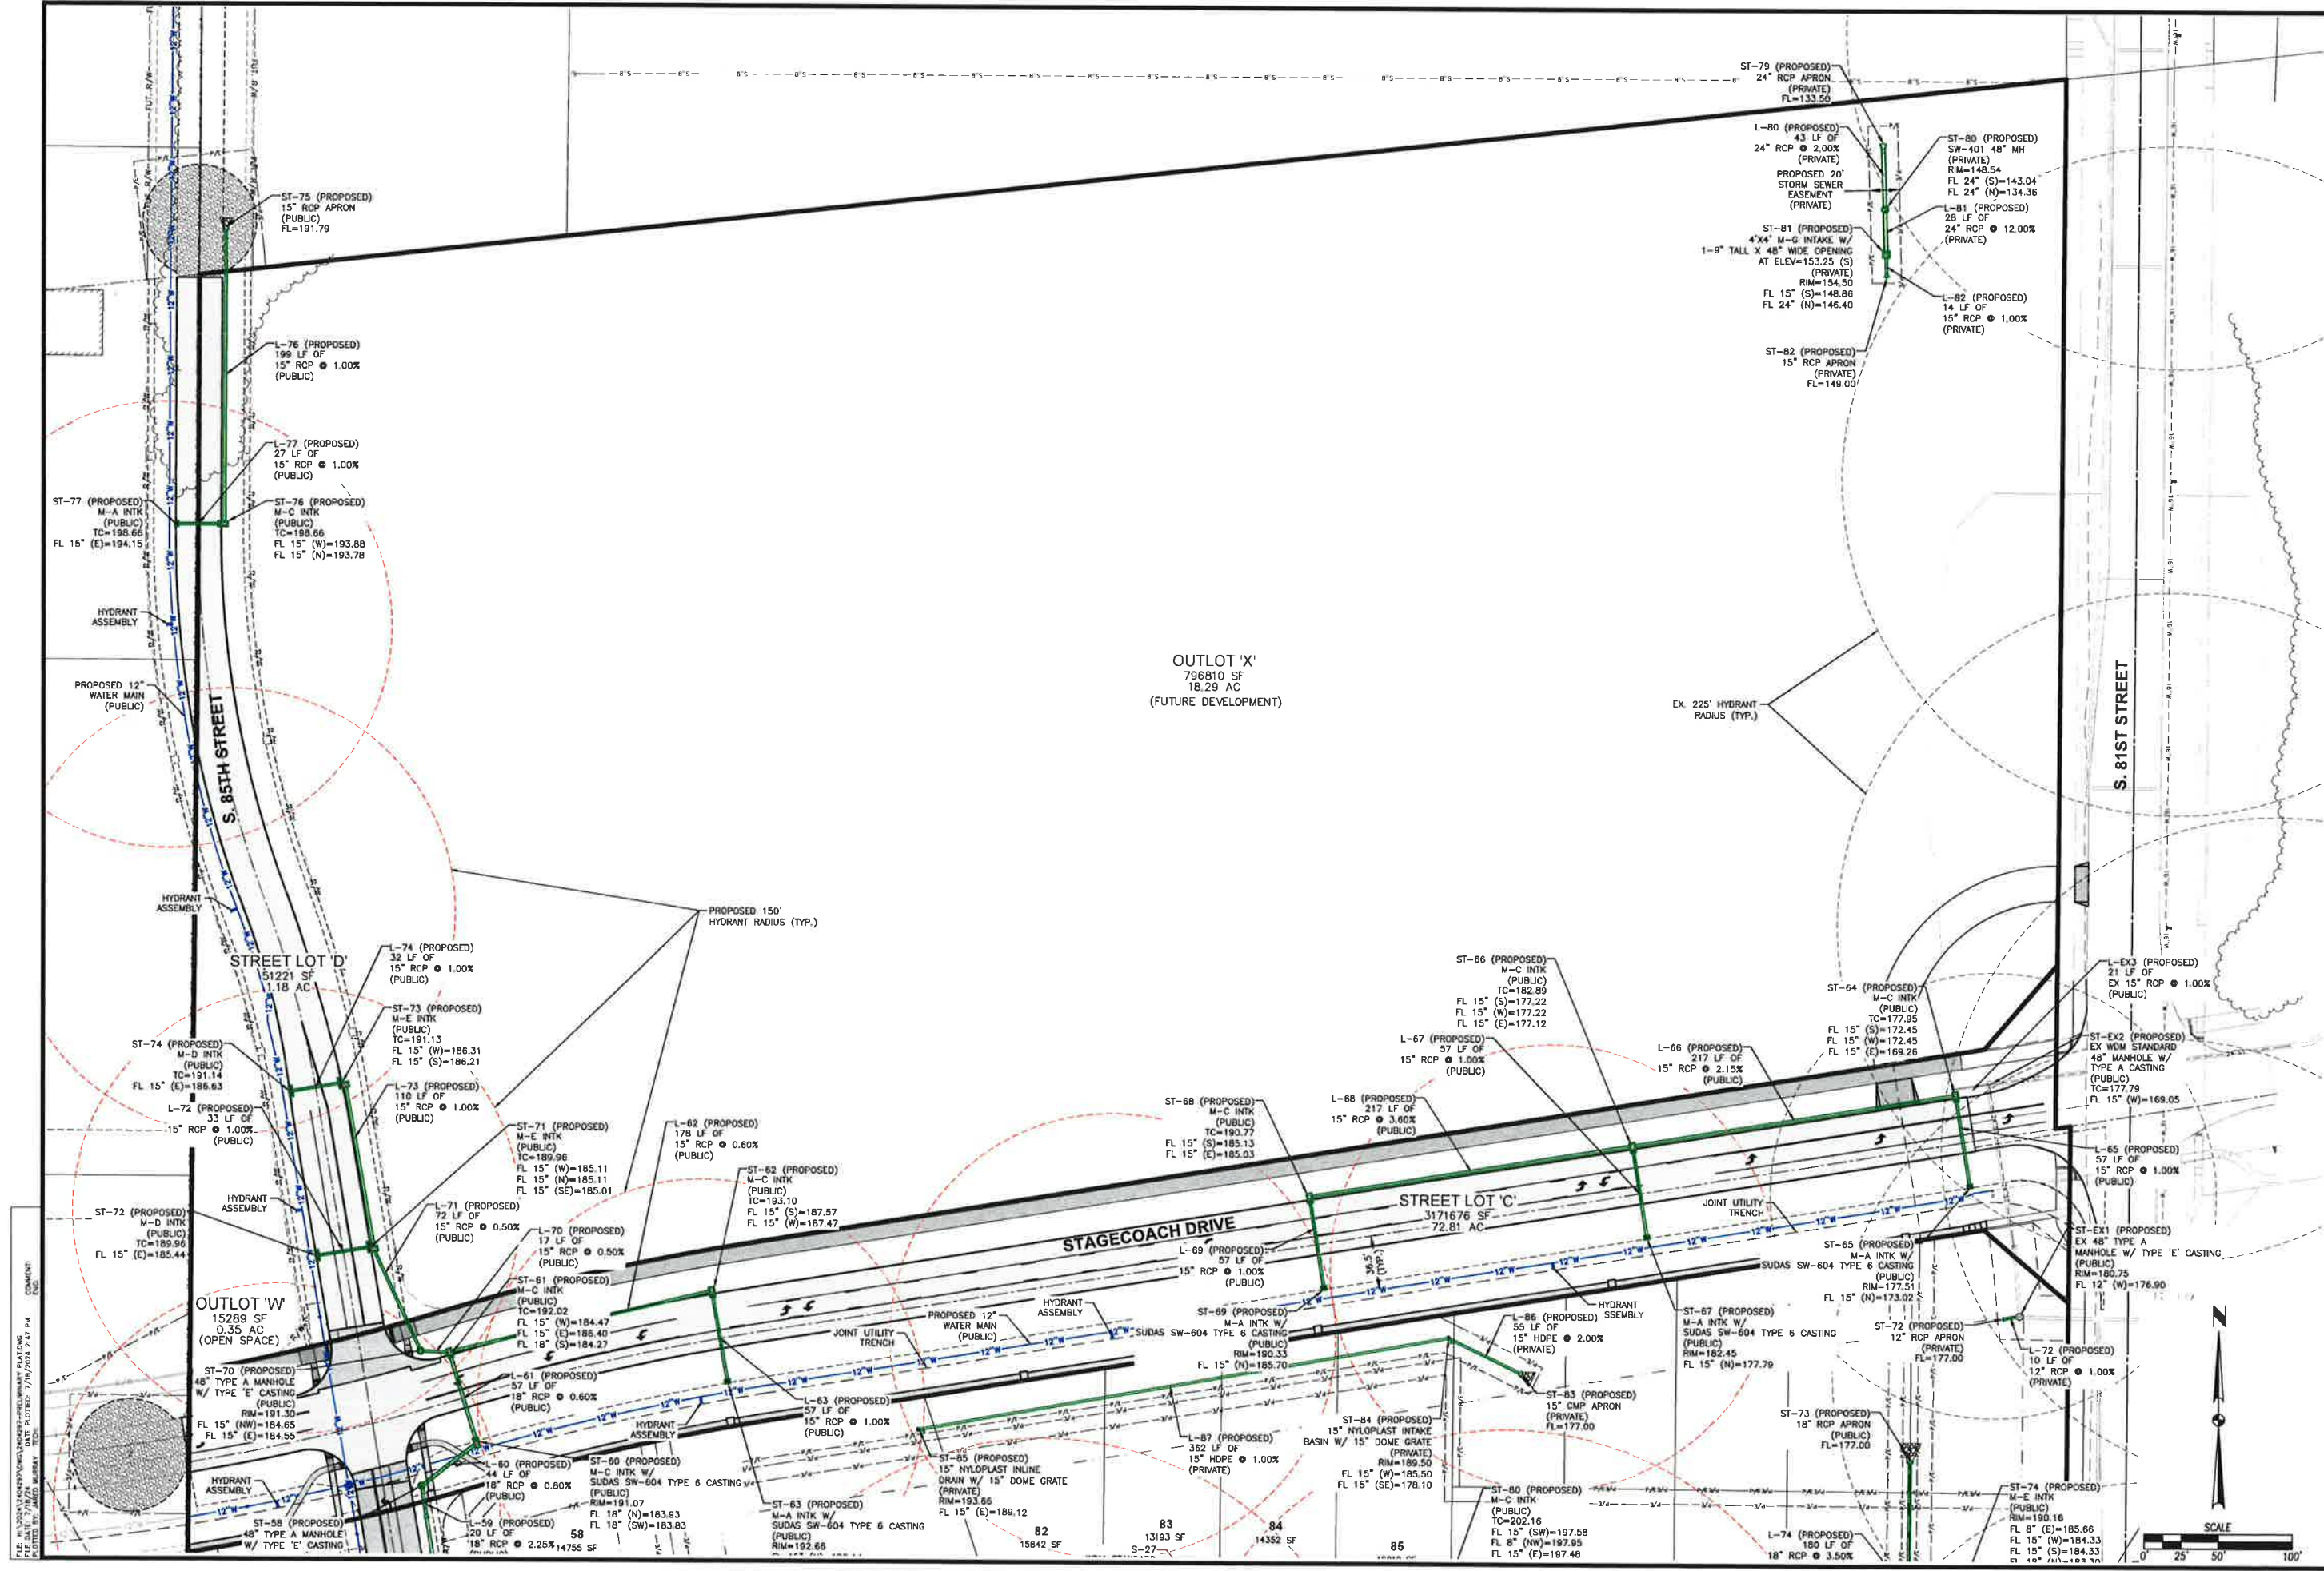 ST-79 (PROPOSED)
24" RCP APRON
(PRIVATE)
FL=133.50
L-80 (PROPOSED)
43 LF OF
24" RCP @ 2.00%
(PRIVATE)
PROPOSED 20'
STORM SEWER
EASEMENT
(PRIVATE)
ST-80 (PROPOSED)
SW-401 48" MH
(PRIVATE)
RIM=148.54
FL 24" (S)=143.04
FL 24" (N)=134.36
L-81 (PROPOSED)
28 LF OF
24" RCP @ 12.00%
(PRIVATE)
ST-81 (PROPOSED)
4'X4' M-G INTAKE W/
1-9" TALL X 48" WIDE OPENING
AT ELEV=153.25 (S)
(PRIVATE)
RIM=154.50
FL 15" (S)=148.86
FL 24" (N)=146.40
L-82 (PROPOSED)
14 LF OF
15" RCP @ 1.00%
(PRIVATE)
ST-82 (PROPOSED)
15" RCP APRON
(PRIVATE)
FL=149.00
ST-75 (PROPOSED)
15" RCP APRON
(PUBLIC)
FL=191.79
L-76 (PROPOSED)
199 LF OF
15" RCP @ 1.00%
(PUBLIC)
L-77 (PROPOSED)
27 LF OF
15" RCP @ 1.00%
(PUBLIC)
ST-77 (PROPOSED)
M-A INTK
(PUBLIC)
TC=198.66
FL 15" (E)=194.15
ST-76 (PROPOSED)
M-C INTK
(PUBLIC)
TC=198.66
FL 15" (W)=193.88
FL 15" (N)=193.78
HYDRANT
ASSEMBLY
PROPOSED 12"
WATER MAIN
(PUBLIC)
S. 85TH STREET
OUTLOT 'X'
796810 SF
18.29 AC
(FUTURE DEVELOPMENT)
EX. 225' HYDRANT
RADIUS (TYP.)
S. 81ST STREET
HYDRANT
ASSEMBLY
PROPOSED 150'
HYDRANT RADIUS (TYP.)
STREET LOT 'D'
51221 SF
1.18 AC
L-74 (PROPOSED)
32 LF OF
15" RCP @ 1.00%
(PUBLIC)
ST-73 (PROPOSED)
M-E INTK
(PUBLIC)
TC=191.13
FL 15" (W)=186.31
FL 15" (S)=186.21
ST-74 (PROPOSED)
M-D INTK
(PUBLIC)
TC=191.14
FL 15" (E)=186.63
L-73 (PROPOSED)
110 LF OF
15" RCP @ 1.00%
(PUBLIC)
L-72 (PROPOSED)
33 LF OF
15" RCP @ 1.00%
(PUBLIC)
ST-71 (PROPOSED)
M-E INTK
(PUBLIC)
TC=189.96
FL 15" (W)=185.11
FL 15" (N)=185.11
FL 15" (SE)=185.01
HYDRANT
ASSEMBLY
ST-72 (PROPOSED)
M-D INTK
(PUBLIC)
TC=189.96
FL 15" (E)=185.44
L-71 (PROPOSED)
72 LF OF
15" RCP @ 0.50%
(PUBLIC)
L-70 (PROPOSED)
17 LF OF
15" RCP @ 0.50%
(PUBLIC)
L-62 (PROPOSED)
178 LF OF
15" RCP @ 0.60%
(PUBLIC)
ST-62 (PROPOSED)
M-C INTK
(PUBLIC)
TC=193.10
FL 15" (S)=187.57
FL 15" (W)=187.47
ST-61 (PROPOSED)
M-C INTK
(PUBLIC)
TC=192.02
FL 15" (W)=184.47
FL 15" (E)=186.40
FL 18" (S)=184.27
OUTLOT 'W'
15289 SF
0.35 AC
(OPEN SPACE)
ST-70 (PROPOSED)
48" TYPE A MANHOLE
W/ TYPE 'E' CASTING
(PUBLIC)
RIM=191.30
FL 15" (NW)=184.65
FL 15" (E)=184.55
L-61 (PROPOSED)
57 LF OF
18" RCP @ 0.60%
(PUBLIC)
HYDRANT
ASSEMBLY
ST-58 (PROPOSED)
48" TYPE A MANHOLE
W/ TYPE 'E' CASTING
L-60 (PROPOSED)
44 LF OF
18" RCP @ 0.80%
(PUBLIC)
L-59 (PROPOSED)
20 LF OF
18" RCP @ 2.25%
(PUBLIC)
ST-60 (PROPOSED)
M-C INTK W/
SUDAS SW-604 TYPE 6 CASTING
(PUBLIC)
RIM=191.07
FL 18" (N)=183.93
FL 18" (SW)=183.83
58
14755 SF
HYDRANT
ASSEMBLY
L-63 (PROPOSED)
57 LF OF
15" RCP @ 1.00%
(PUBLIC)
ST-63 (PROPOSED)
M-A INTK W/
SUDAS SW-604 TYPE 6 CASTING
(PUBLIC)
RIM=192.66
JOINT UTILITY
TRENCH
PROPOSED 12"
WATER MAIN
(PUBLIC)
HYDRANT
ASSEMBLY
STAGECOACH DRIVE
STREET LOT 'C'
3171676 SF
72.81 AC
36.5'
(TYP.)
ST-85 (PROPOSED)
15" NYLOPLAST INLINE
DRAIN W/ 15" DOME GRATE
(PRIVATE)
RIM=193.66
FL 15" (E)=189.12
82
15842 SF
83
13193 SF
S-27
84
14352 SF
85
L-87 (PROPOSED)
362 LF OF
15" HDPE @ 1.00%
(PRIVATE)
ST-68 (PROPOSED)
M-C INTK
(PUBLIC)
TC=190.77
FL 15" (S)=185.13
FL 15" (E)=185.03
L-69 (PROPOSED)
57 LF OF
15" RCP @ 1.00%
(PUBLIC)
ST-69 (PROPOSED)
M-A INTK W/
SUDAS SW-604 TYPE 6 CASTING
(PUBLIC)
RIM=190.33
FL 15" (N)=185.70
L-68 (PROPOSED)
217 LF OF
15" RCP @ 3.60%
(PUBLIC)
ST-66 (PROPOSED)
M-C INTK
(PUBLIC)
TC=182.89
FL 15" (S)=177.22
FL 15" (W)=177.22
FL 15" (E)=177.12
L-67 (PROPOSED)
57 LF OF
15" RCP @ 1.00%
(PUBLIC)
L-66 (PROPOSED)
217 LF OF
15" RCP @ 2.15%
(PUBLIC)
ST-64 (PROPOSED)
M-C INTK
(PUBLIC)
TC=177.95
FL 15" (S)=172.45
FL 15" (W)=172.45
FL 15" (E)=169.26
L-EX3 (PROPOSED)
21 LF OF
EX 15" RCP @ 1.00%
(PUBLIC)
ST-EX2 (PROPOSED)
EX WDM STANDARD
48" MANHOLE W/
TYPE A CASTING
(PUBLIC)
TC=177.79
FL 15" (W)=169.05
L-65 (PROPOSED)
57 LF OF
15" RCP @ 1.00%
(PUBLIC)
JOINT UTILITY
TRENCH
ST-EX1 (PROPOSED)
EX 48" TYPE A
MANHOLE W/ TYPE 'E' CASTING
(PUBLIC)
RIM=180.75
FL 12" (W)=176.90
ST-65 (PROPOSED)
M-A INTK W/
SUDAS SW-604 TYPE 6 CASTING
(PUBLIC)
RIM=177.51
FL 15" (N)=173.02
HYDRANT
SSEMBLY
ST-67 (PROPOSED)
M-A INTK W/
SUDAS SW-604 TYPE 6 CASTING
(PUBLIC)
RIM=182.45
FL 15" (N)=177.79
L-86 (PROPOSED)
55 LF OF
15" HDPE @ 2.00%
(PRIVATE)
ST-83 (PROPOSED)
15" CMP APRON
(PRIVATE)
FL=177.00
ST-84 (PROPOSED)
15" NYLOPLAST INTAKE
BASIN W/ 15" DOME GRATE
(PRIVATE)
RIM=189.50
FL 15" (W)=185.50
FL 15" (SE)=178.10
ST-80 (PROPOSED)
M-C INTK
(PUBLIC)
TC=202.16
FL 15" (SW)=197.58
FL 8" (NW)=197.95
FL 15" (E)=197.48
ST-72 (PROPOSED)
12" RCP APRON
(PRIVATE)
FL=177.00
L-72 (PROPOSED)
10 LF OF
12" RCP @ 1.00%
(PRIVATE)
ST-73 (PROPOSED)
18" RCP APRON
(PUBLIC)
FL=177.00
L-74 (PROPOSED)
180 LF OF
18" RCP @ 3.50%
ST-74 (PROPOSED)
M-E INTK
(PUBLIC)
RIM=190.16
FL 8" (E)=185.66
FL 15" (W)=184.33
FL 15" (S)=184.33
FL 18" (N)=183.30
N
SCALE
0' 25' 50' 100'